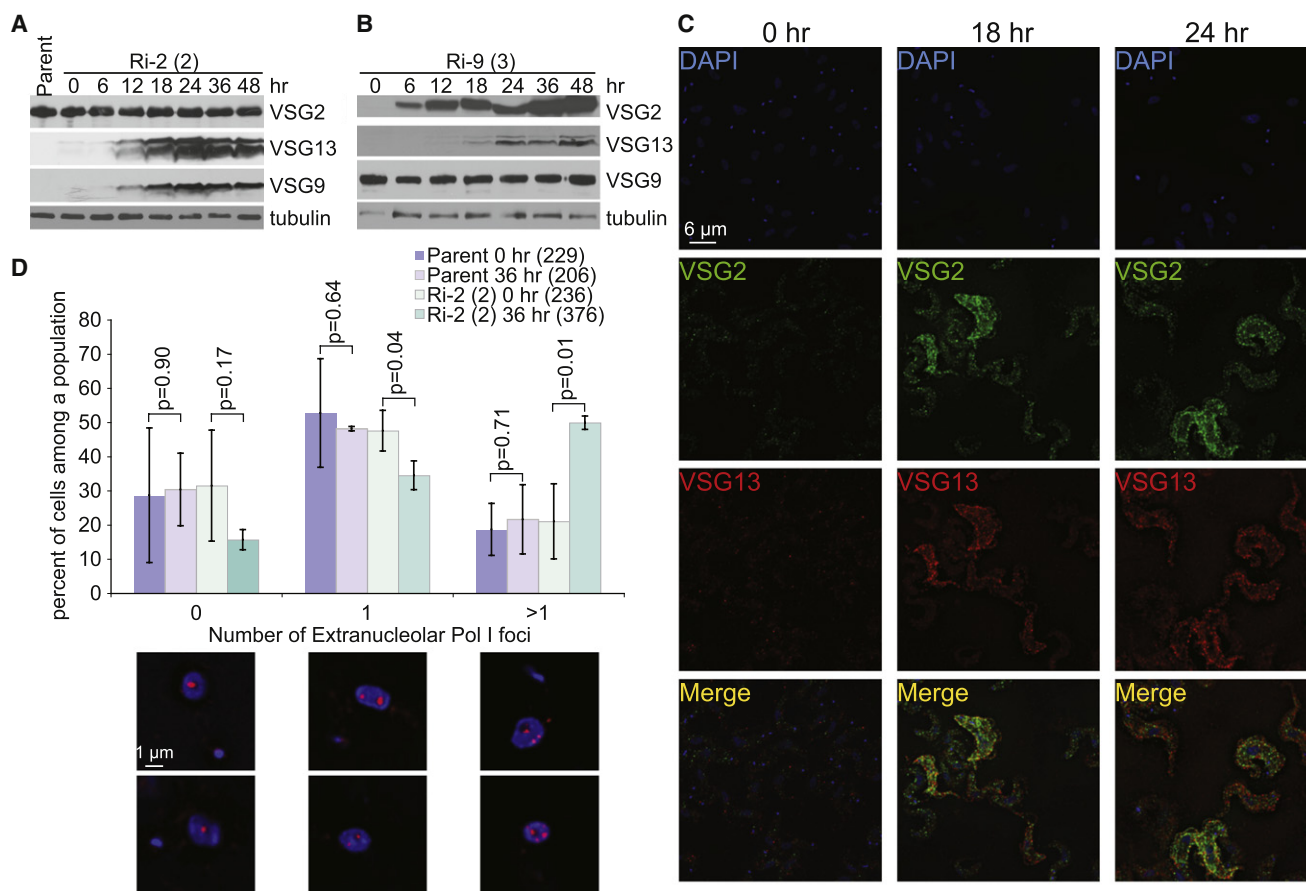 A
Parent
Ri-2 (2)
0 6 12 18 24 36 48 hr
VSG2
VSG13
VSG9
tubulin
B
Ri-9 (3)
0 6 12 18 24 36 48 hr
VSG2
VSG13
VSG9
tubulin
C
0 hr 18 hr 24 hr
DAPI DAPI DAPI
6 μm
VSG2 VSG2 VSG2
VSG13 VSG13 VSG13
Merge Merge Merge
D
Parent 0 hr (229)
Parent 36 hr (206)
Ri-2 (2) 0 hr (236)
Ri-2 (2) 36 hr (376)
percent of cells among a population
80
70
60
50
40
30
20
10
0
p=0.90
p=0.17
p=0.64
p=0.04
p=0.71
p=0.01
0 1 >1
Number of Extranucleolar Pol I foci
1 μm